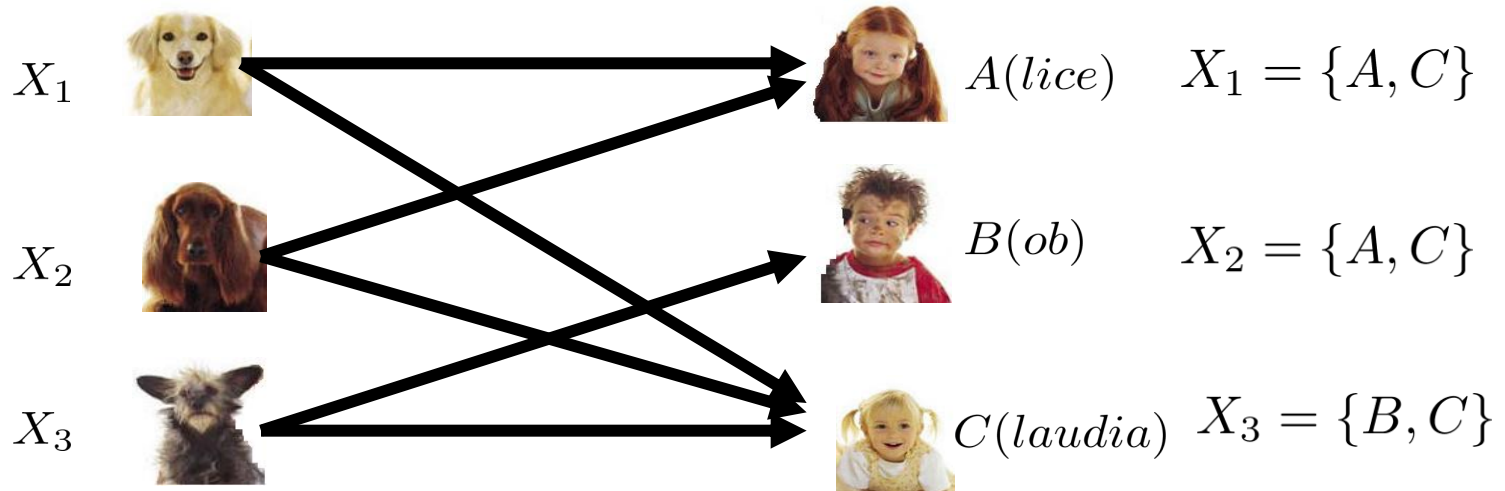 X₁ A(lice) X₁ = {A, C}
X₂ B(ob) X₂ = {A, C}
X₃ C(laudia) X₃ = {B, C}